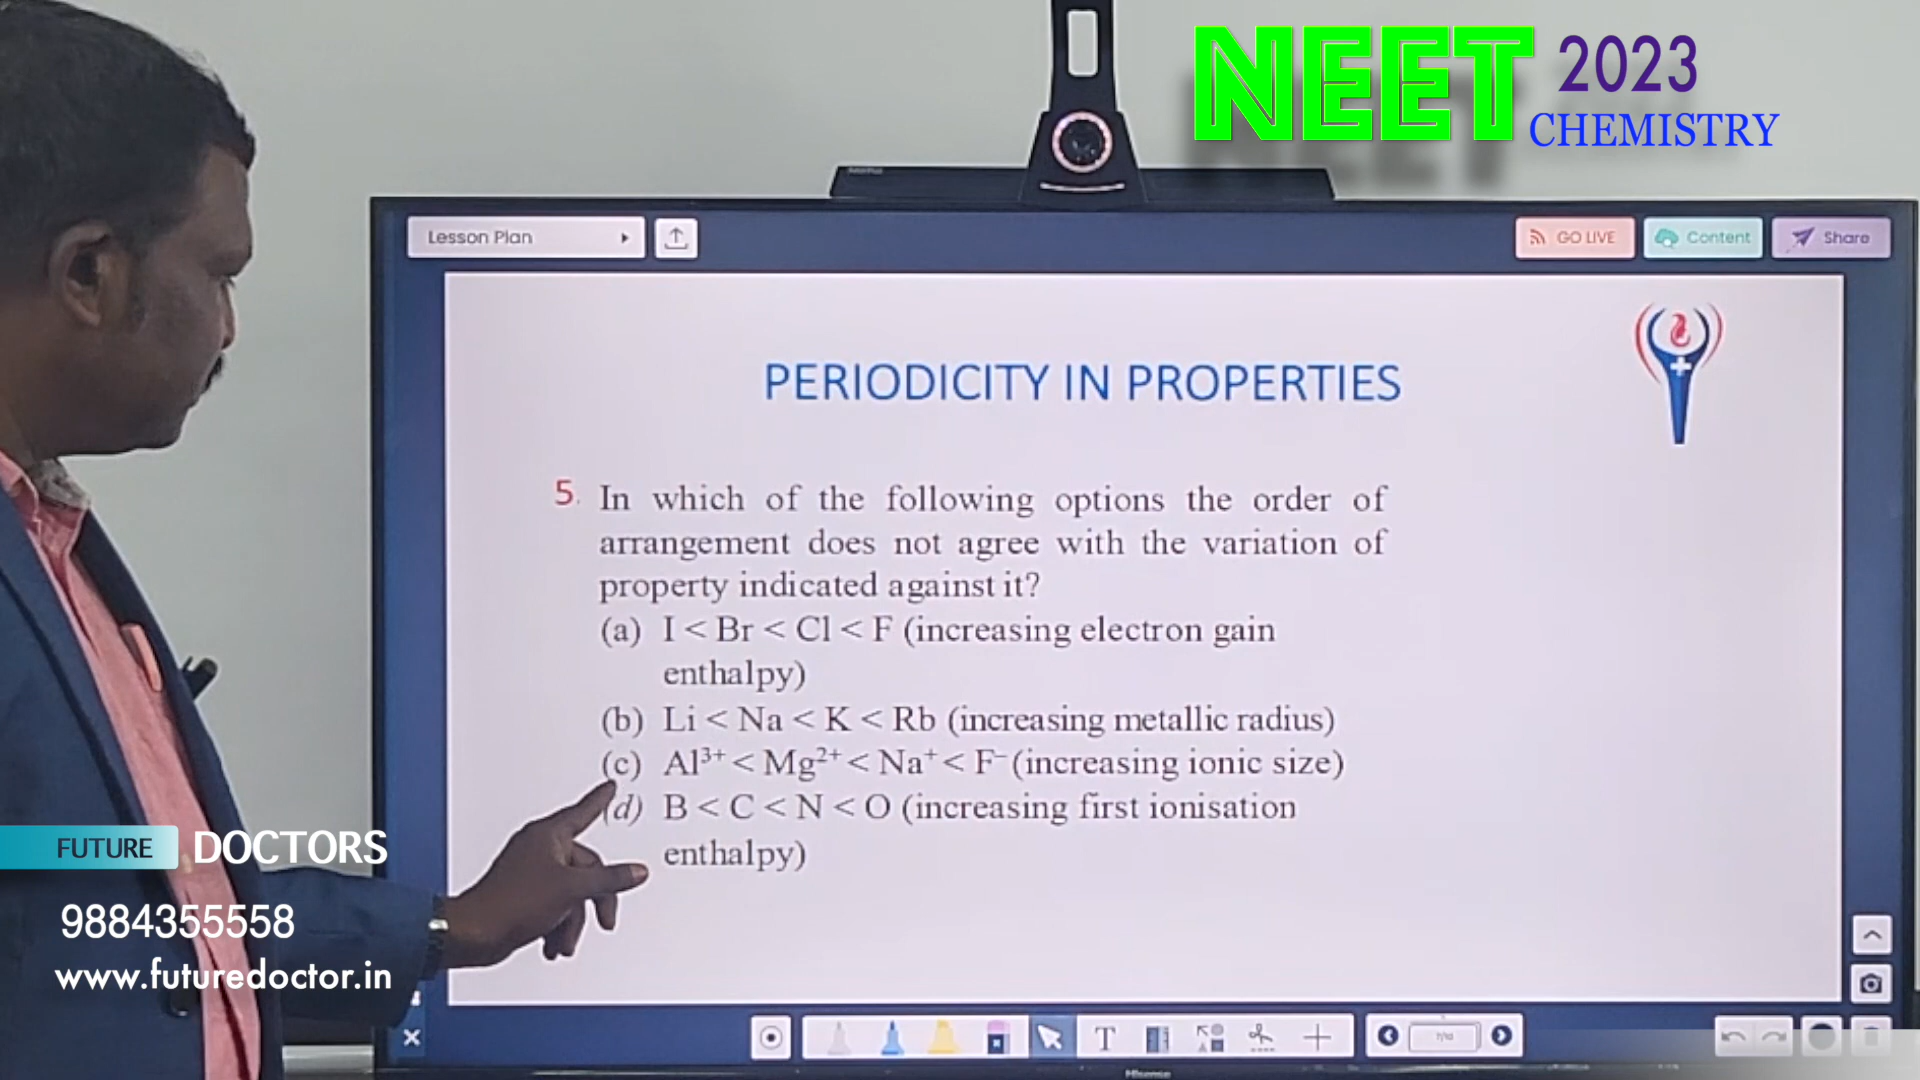 NEET 2023
CHEMISTRY
Lesson Plan
GO LIVE
Content
Share
PERIODICITY IN PROPERTIES
5. In which of the following options the order of
arrangement does not agree with the variation of
property indicated against it?
(a) I < Br < Cl < F (increasing electron gain
enthalpy)
(b) Li < Na < K < Rb (increasing metallic radius)
(c) Al³⁺ < Mg²⁺ < Na⁺ < F⁻ (increasing ionic size)
(d) B < C < N < O (increasing first ionisation
enthalpy)
FUTURE DOCTORS
9884355558
www.futuredoctor.in
T
Hisense